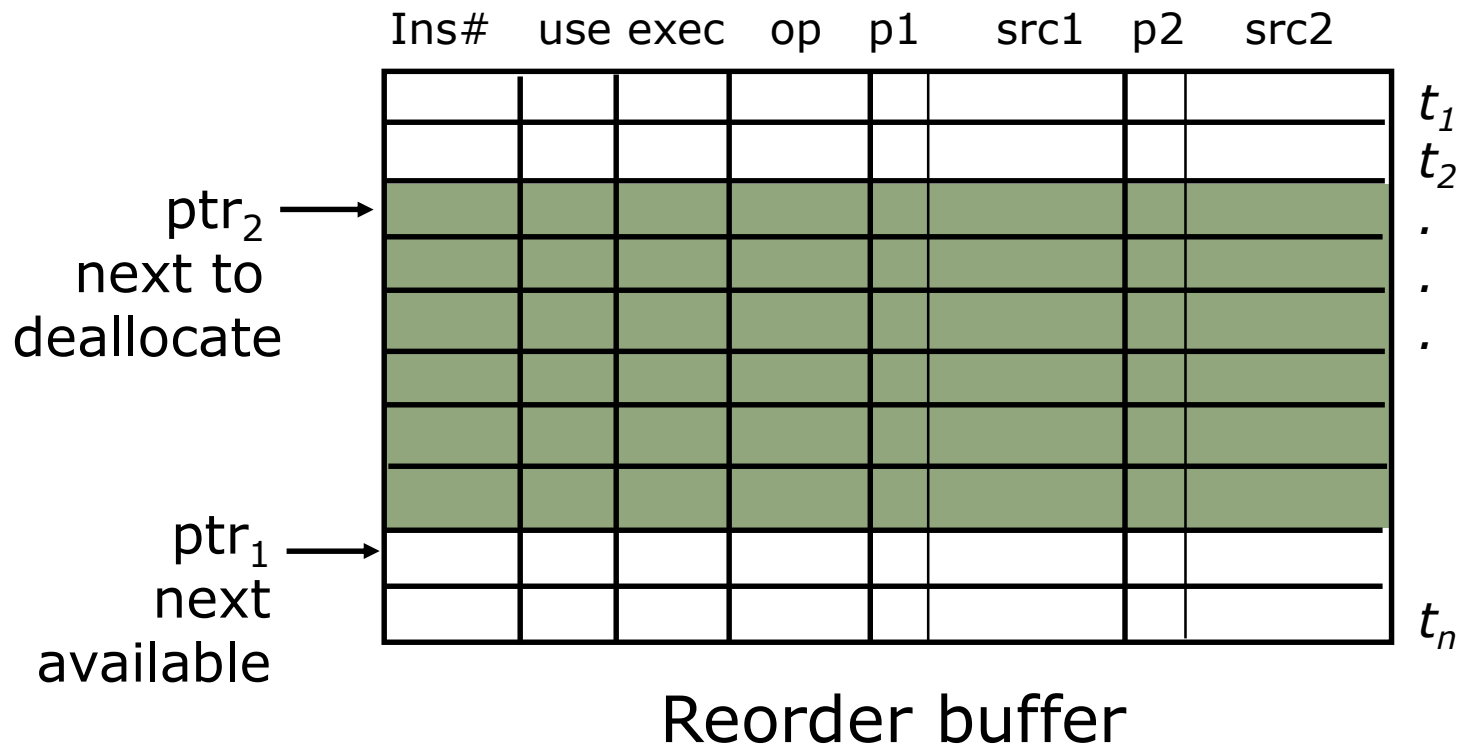 Ins# use exec op p1 src1 p2 src2
t1
t2
ptr2
.
next to
.
deallocate
.
ptr1
next
available
tn
Reorder buffer